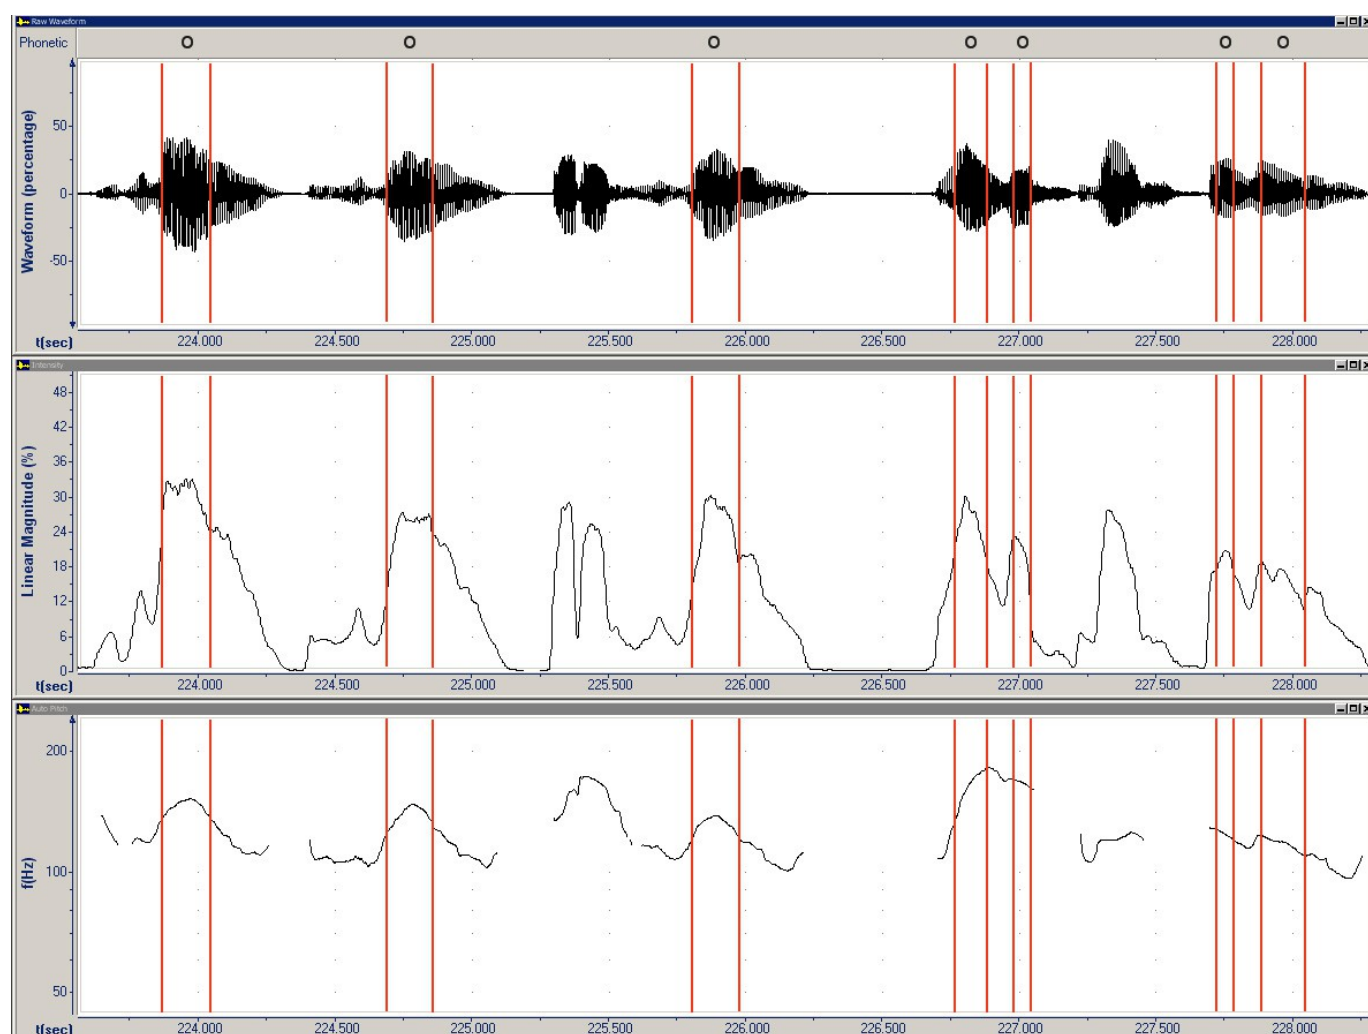 Raw Waveform
Phonetic o o o o o o o
Waveform (percentage)
50
0
-50
t(sec) 224.000 224.500 225.000 225.500 226.000 226.500 227.000 227.500 228.000
Intensity
Linear Magnitude (%)
48
42
36
30
24
18
12
6
0
t(sec) 224.000 224.500 225.000 225.500 226.000 226.500 227.000 227.500 228.000
Auto Pitch
f(Hz)
200
100
50
t(sec) 224.000 224.500 225.000 225.500 226.000 226.500 227.000 227.500 228.000